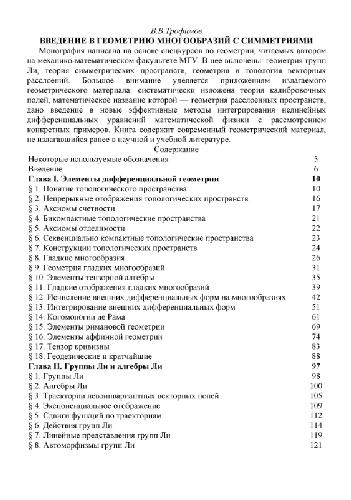 В.В. Трофимов
ВВЕДЕНИЕ В ГЕОМЕТРИЮ МНОГООБРАЗИЙ С СИММЕТРИЯМИ
Монография написана на основе спецкурсов по геометрии, читаемых автором
на механико-математическом факультете МГУ. В нее включены: геометрия групп
Ли, теория симметрических пространств, геометрия и топология векторных
расслоений. Большое внимание уделяется приложениям излагаемого
геометрического материала: систематически изложена теория калибровочных
полей, математическое название которой — геометрия расслоенных пространств,
дано введение в новые эффективные методы интегрирования нелинейных
дифференциальных уравнений математической физики с рассмотрением
конкретных примеров. Книга содержит современный геометрический материал,
не излагавшийся ранее в научной и учебной литературе.
Содержание
Некоторые используемые обозначения 5
Введение 6
Глава I. Элементы дифференциальной геометрии 10
§ 1. Понятие топологического пространства 10
§ 2. Непрерывные отображения топологических пространств 16
§ 3. Аксиомы счетности 17
§ 4. Бикомпактные топологические пространства 21
§ 5. Аксиомы отделимости 22
§ 6. Секвенциально компактные топологические пространства 23
§ 7. Конструкции топологических пространств 24
§ 8. Гладкие многообразия 26
§ 9. Геометрия гладких многообразий 31
§ 10. Элементы тензорной алгебры 35
§ 11. Гладкие отображения гладких многообразий 39
§ 12. Исчисление внешних дифференциальных форм на многообразиях 42
§ 13. Интегрирование внешних дифференциальных форм 51
§ 14. Когомологии де Рама 61
§ 15. Элементы римановой геометрии 69
§ 16. Элементы аффинной геометрии 74
§ 17. Тензор кривизны 83
§ 18. Геодезические и кратчайшие 88
Глава II. Группы Ли и алгебры Ли 97
§ 1. Группы Ли 98
§ 2. Алгебры Ли 100
§ 3. Траектории левоинвариантных векторных полей 105
§ 4. Экспоненциальное отображение 109
§ 5. Сдвиги функций по траекториям 112
§ 6. Действия групп Ли 114
§ 7. Линейные представления групп Ли 119
§ 8. Автоморфизмы групп Ли 121